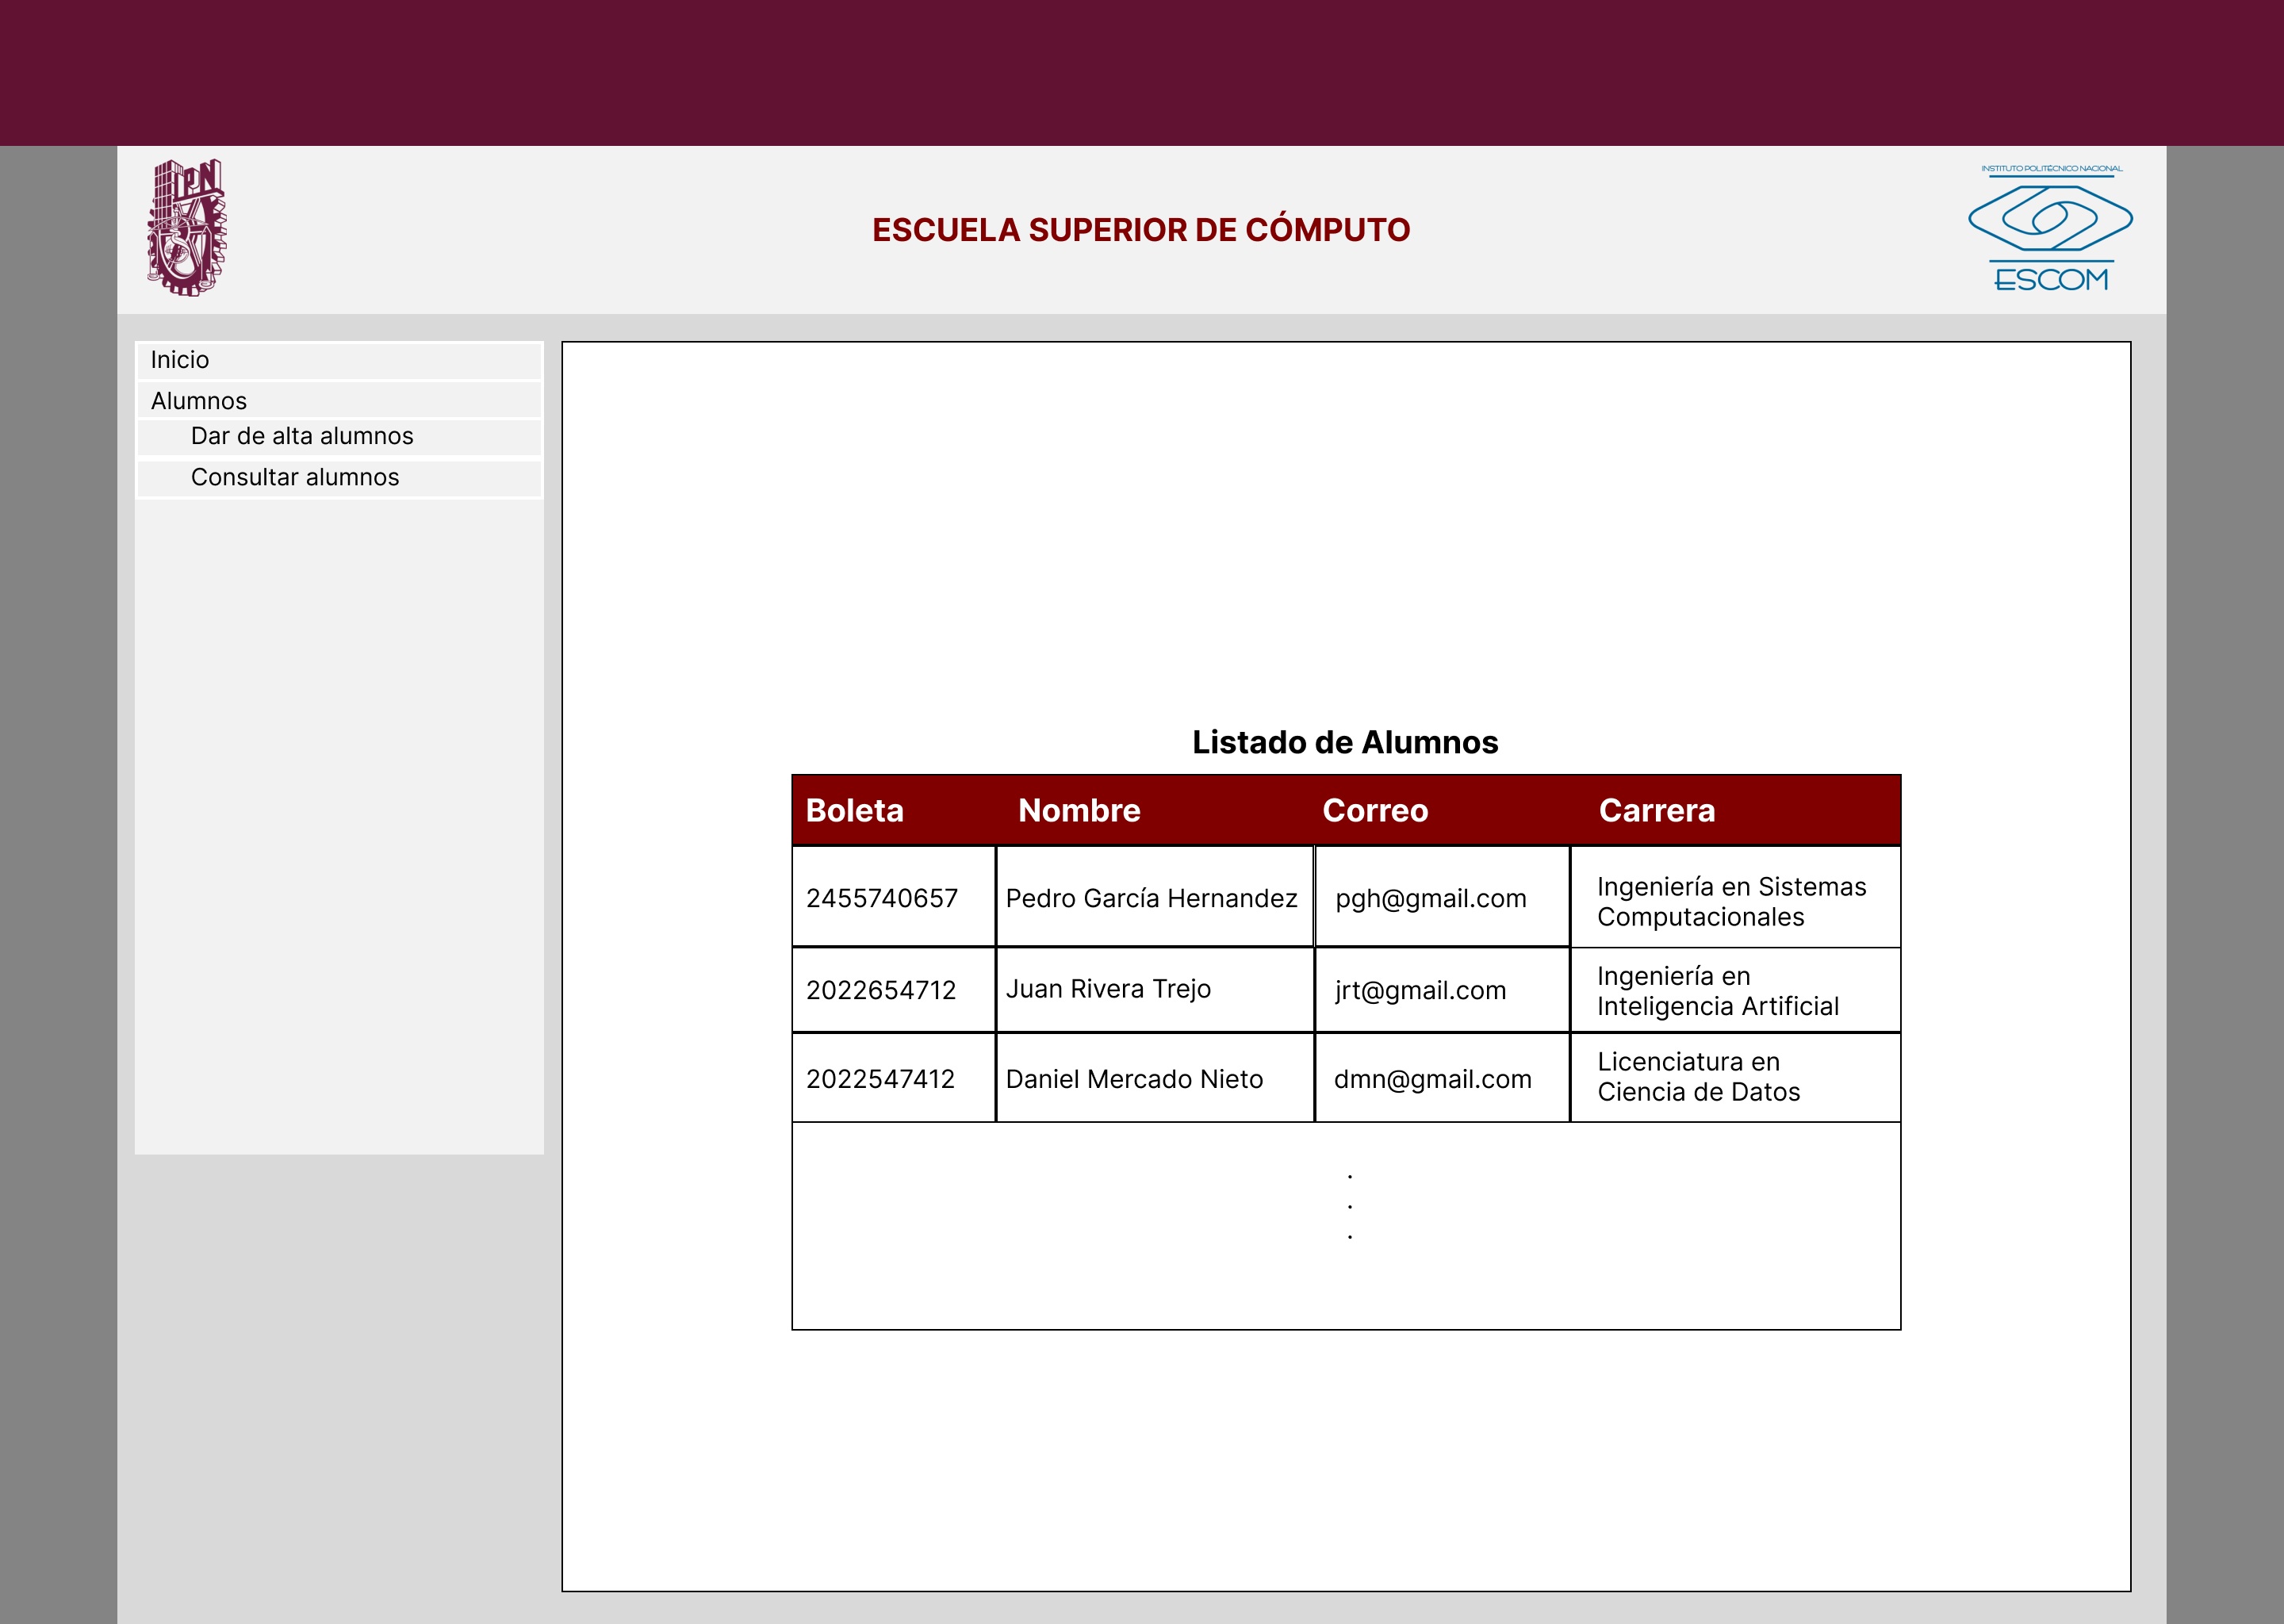 IPN
INSTITUTO POLITÉCNICO NACIONAL
ESCOM
ESCUELA SUPERIOR DE CÓMPUTO
Inicio
Alumnos
Dar de alta alumnos
Consultar alumnos
Listado de Alumnos
Boleta Nombre Correo Carrera
2455740657 Pedro García Hernandez pgh@gmail.com Ingeniería en Sistemas
Computacionales
2022654712 Juan Rivera Trejo jrt@gmail.com Ingeniería en
Inteligencia Artificial
2022547412 Daniel Mercado Nieto dmn@gmail.com Licenciatura en
Ciencia de Datos
.
.
.